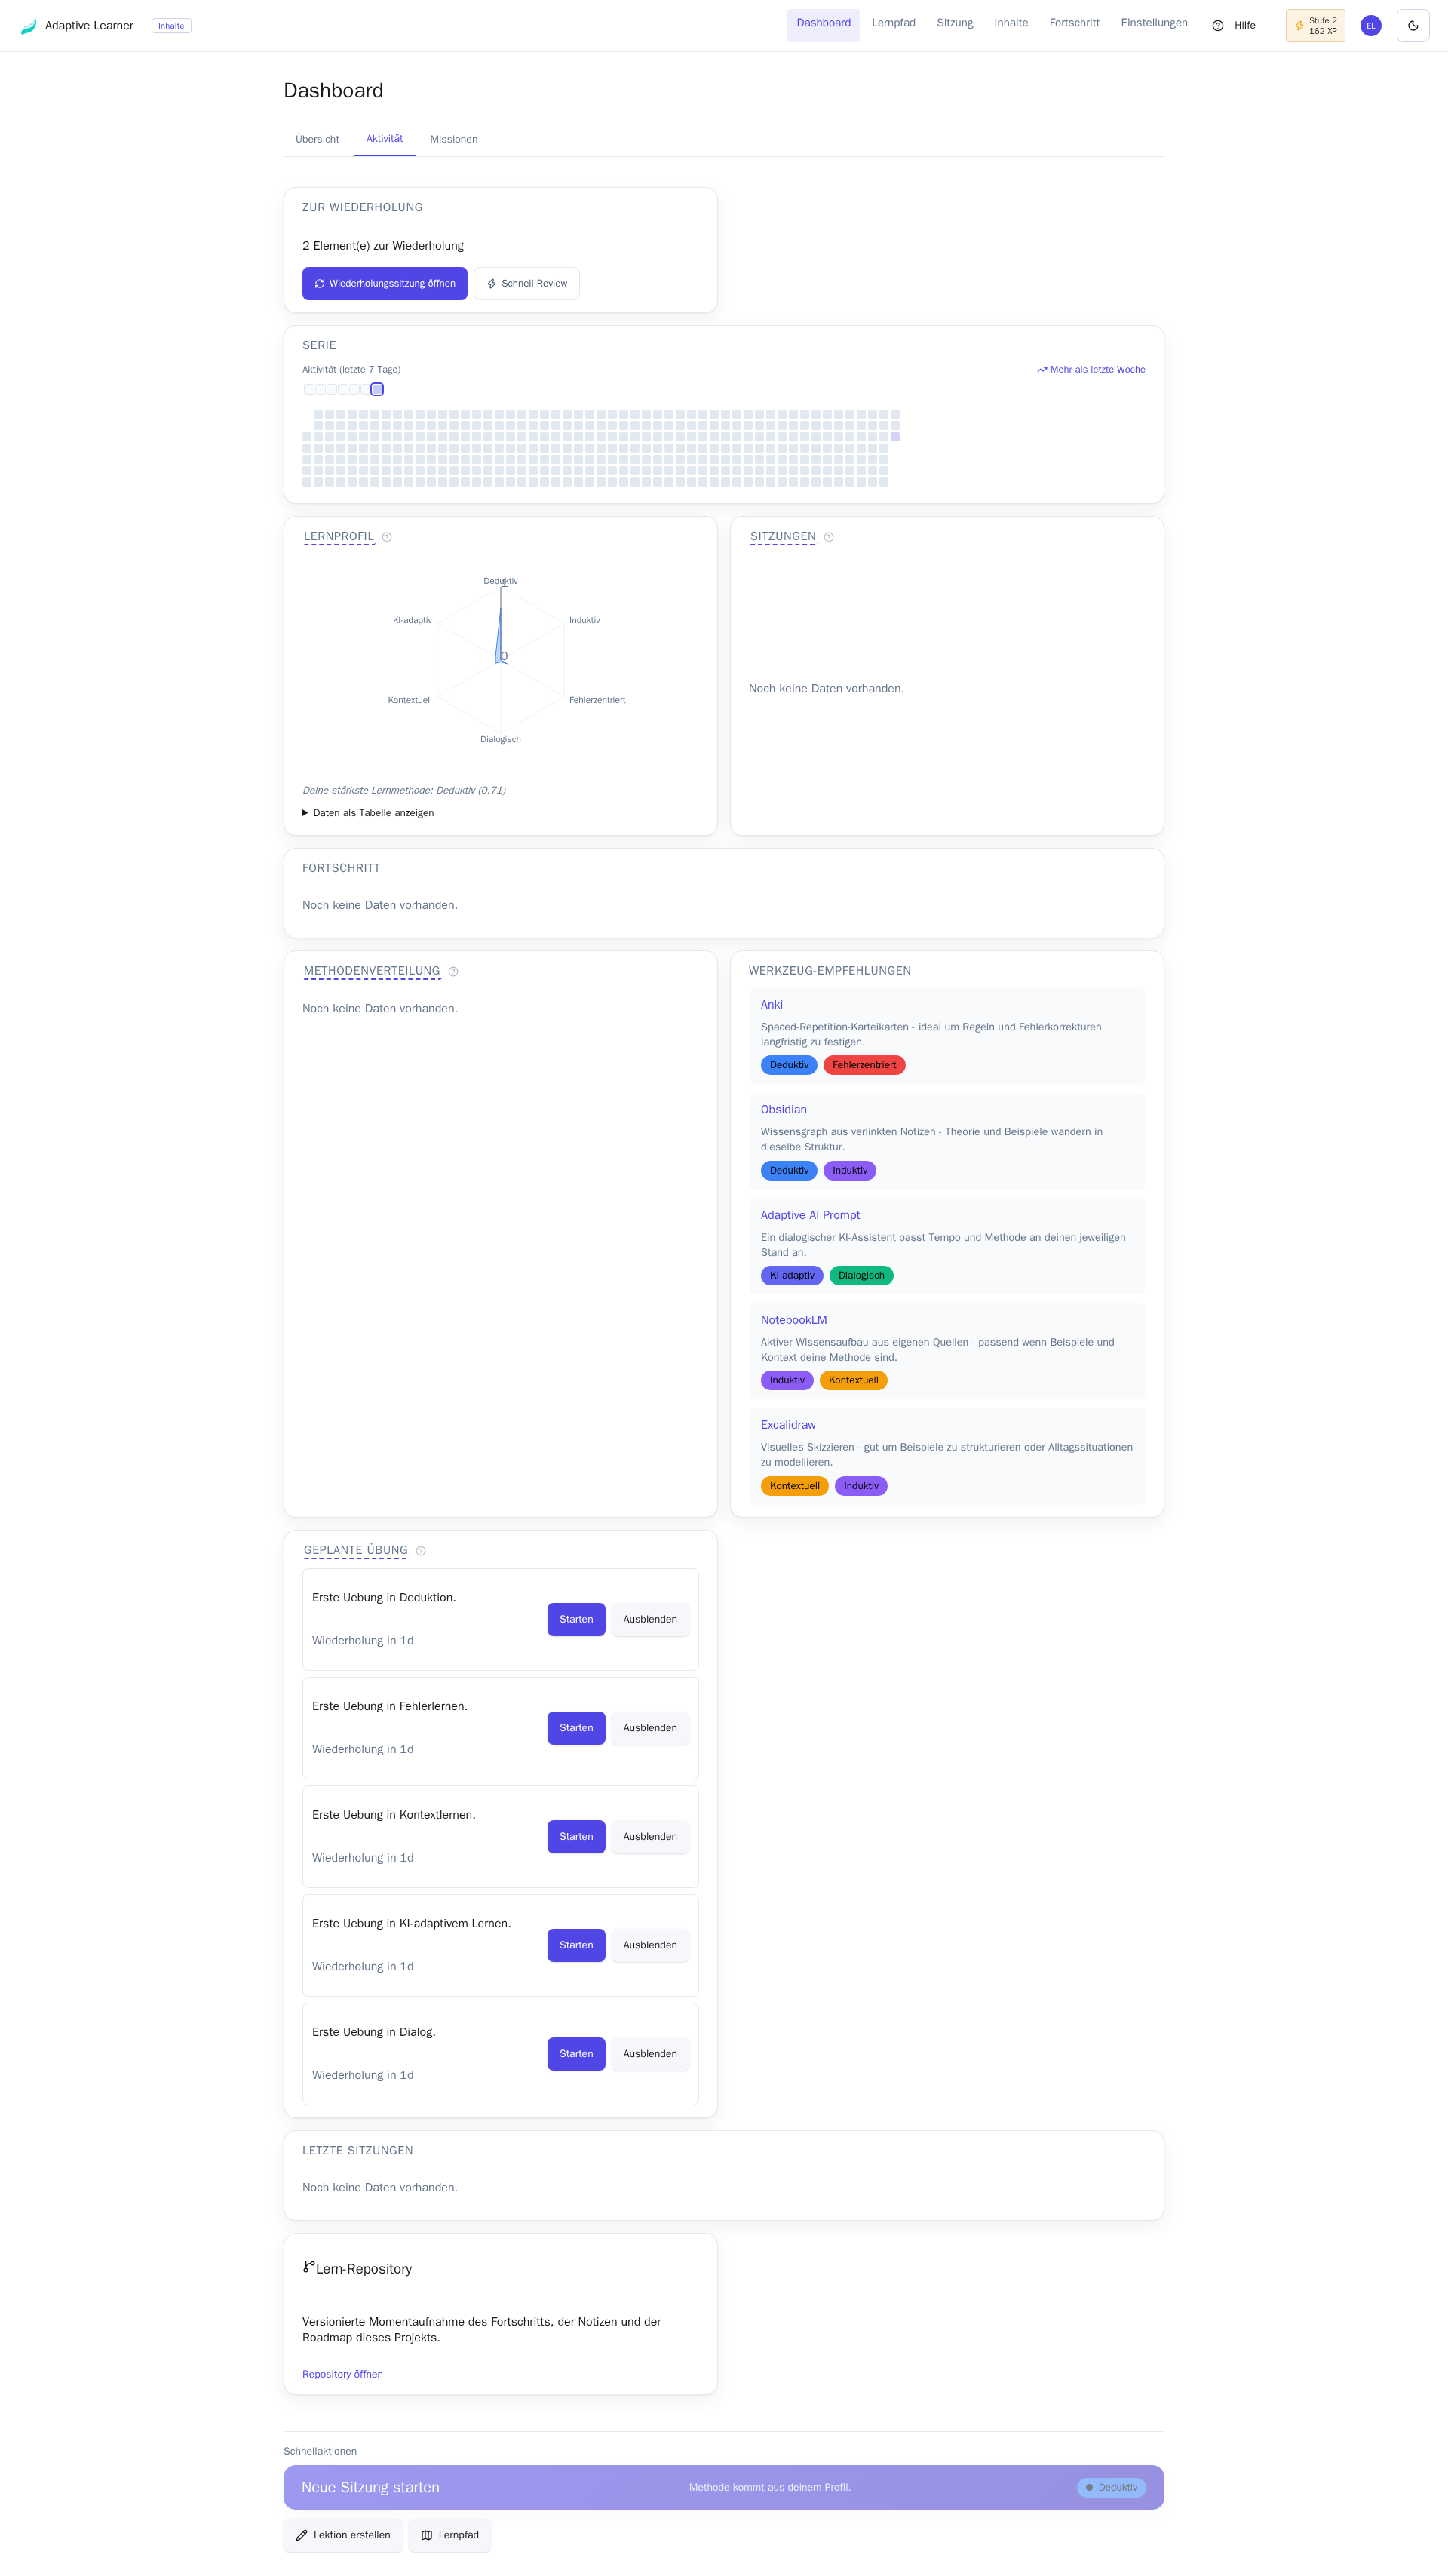 Adaptive Learner
Inhalte
Dashboard
Lernpfad
Sitzung
Inhalte
Fortschritt
Einstellungen
Hilfe
Stufe 2
162 XP
EL
Dashboard
Übersicht
Aktivität
Missionen
ZUR WIEDERHOLUNG
2 Element(e) zur Wiederholung
Wiederholungssitzung öffnen
Schnell-Review
SERIE
Aktivität (letzte 7 Tage)
Mehr als letzte Woche
LERNPROFIL
Deduktiv
1
KI-adaptiv
Induktiv
0
Kontextuell
Fehlerzentriert
Dialogisch
Deine stärkste Lernmethode: Deduktiv (0.71)
Daten als Tabelle anzeigen
SITZUNGEN
Noch keine Daten vorhanden.
FORTSCHRITT
Noch keine Daten vorhanden.
METHODENVERTEILUNG
Noch keine Daten vorhanden.
WERKZEUG-EMPFEHLUNGEN
Anki
Spaced-Repetition-Karteikarten - ideal um Regeln und Fehlerkorrekturen
langfristig zu festigen.
Deduktiv
Fehlerzentriert
Obsidian
Wissensgraph aus verlinkten Notizen - Theorie und Beispiele wandern in
dieselbe Struktur.
Deduktiv
Induktiv
Adaptive AI Prompt
Ein dialogischer KI-Assistent passt Tempo und Methode an deinen jeweiligen
Stand an.
KI-adaptiv
Dialogisch
NotebookLM
Aktiver Wissensaufbau aus eigenen Quellen - passend wenn Beispiele und
Kontext deine Methode sind.
Induktiv
Kontextuell
Excalidraw
Visuelles Skizzieren - gut um Beispiele zu strukturieren oder Alltagssituationen
zu modellieren.
Kontextuell
Induktiv
GEPLANTE ÜBUNG
Erste Uebung in Deduktion.
Wiederholung in 1d
Starten
Ausblenden
Erste Uebung in Fehlerlernen.
Wiederholung in 1d
Starten
Ausblenden
Erste Uebung in Kontextlernen.
Wiederholung in 1d
Starten
Ausblenden
Erste Uebung in KI-adaptivem Lernen.
Wiederholung in 1d
Starten
Ausblenden
Erste Uebung in Dialog.
Wiederholung in 1d
Starten
Ausblenden
LETZTE SITZUNGEN
Noch keine Daten vorhanden.
Lern-Repository
Versionierte Momentaufnahme des Fortschritts, der Notizen und der
Roadmap dieses Projekts.
Repository öffnen
Schnellaktionen
Neue Sitzung starten
Methode kommt aus deinem Profil.
Deduktiv
Lektion erstellen
Lernpfad